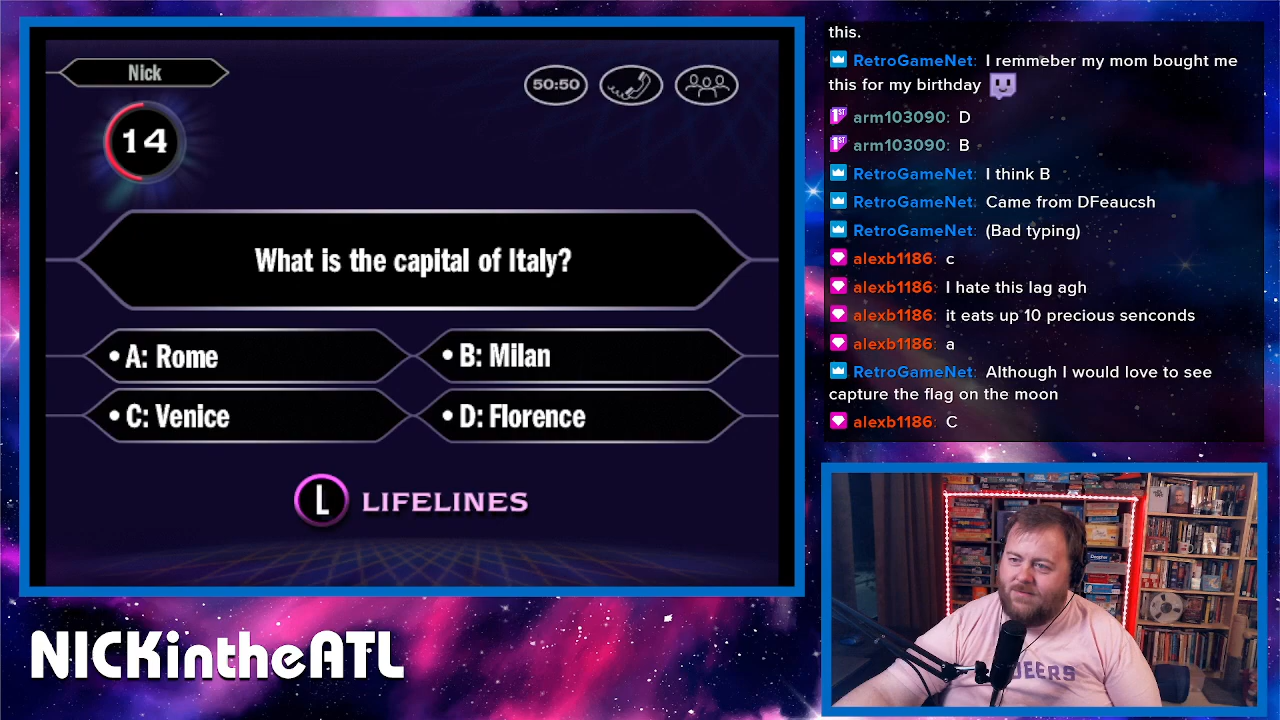 Nick
50:50
14
What is the capital of Italy?
• A: Rome
• B: Milan
• C: Venice
• D: Florence
L LIFELINES
NICKintheATL
this.
RetroGameNet: I remmeber my mom bought me
this for my birthday
1ST arm103090: D
1ST arm103090: B
RetroGameNet: I think B
RetroGameNet: Came from DFeaucsh
RetroGameNet: (Bad typing)
alexb1186: c
alexb1186: I hate this lag agh
alexb1186: it eats up 10 precious senconds
alexb1186: a
RetroGameNet: Although I would love to see
capture the flag on the moon
alexb1186: C